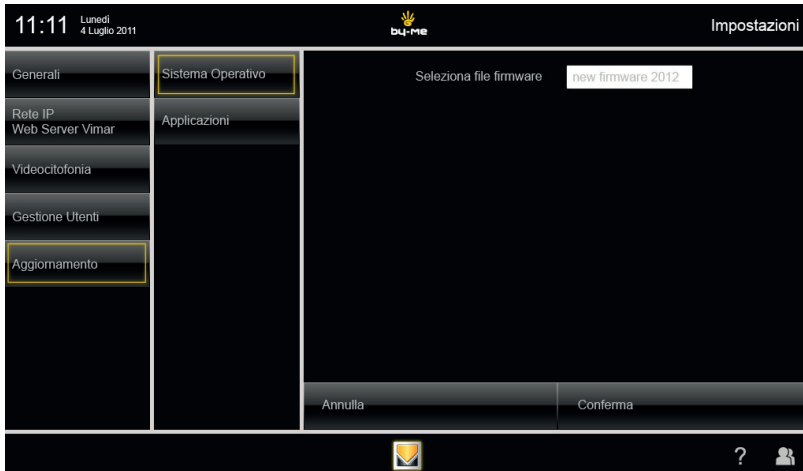 11:11
Lunedì
4 Luglio 2011
by-me
Impostazioni
Generali
Rete IP
Web Server Vimar
Videocitofonia
Gestione Utenti
Aggiornamento
Sistema Operativo
Applicazioni
Seleziona file firmware
new firmware 2012
Annulla
Conferma
?